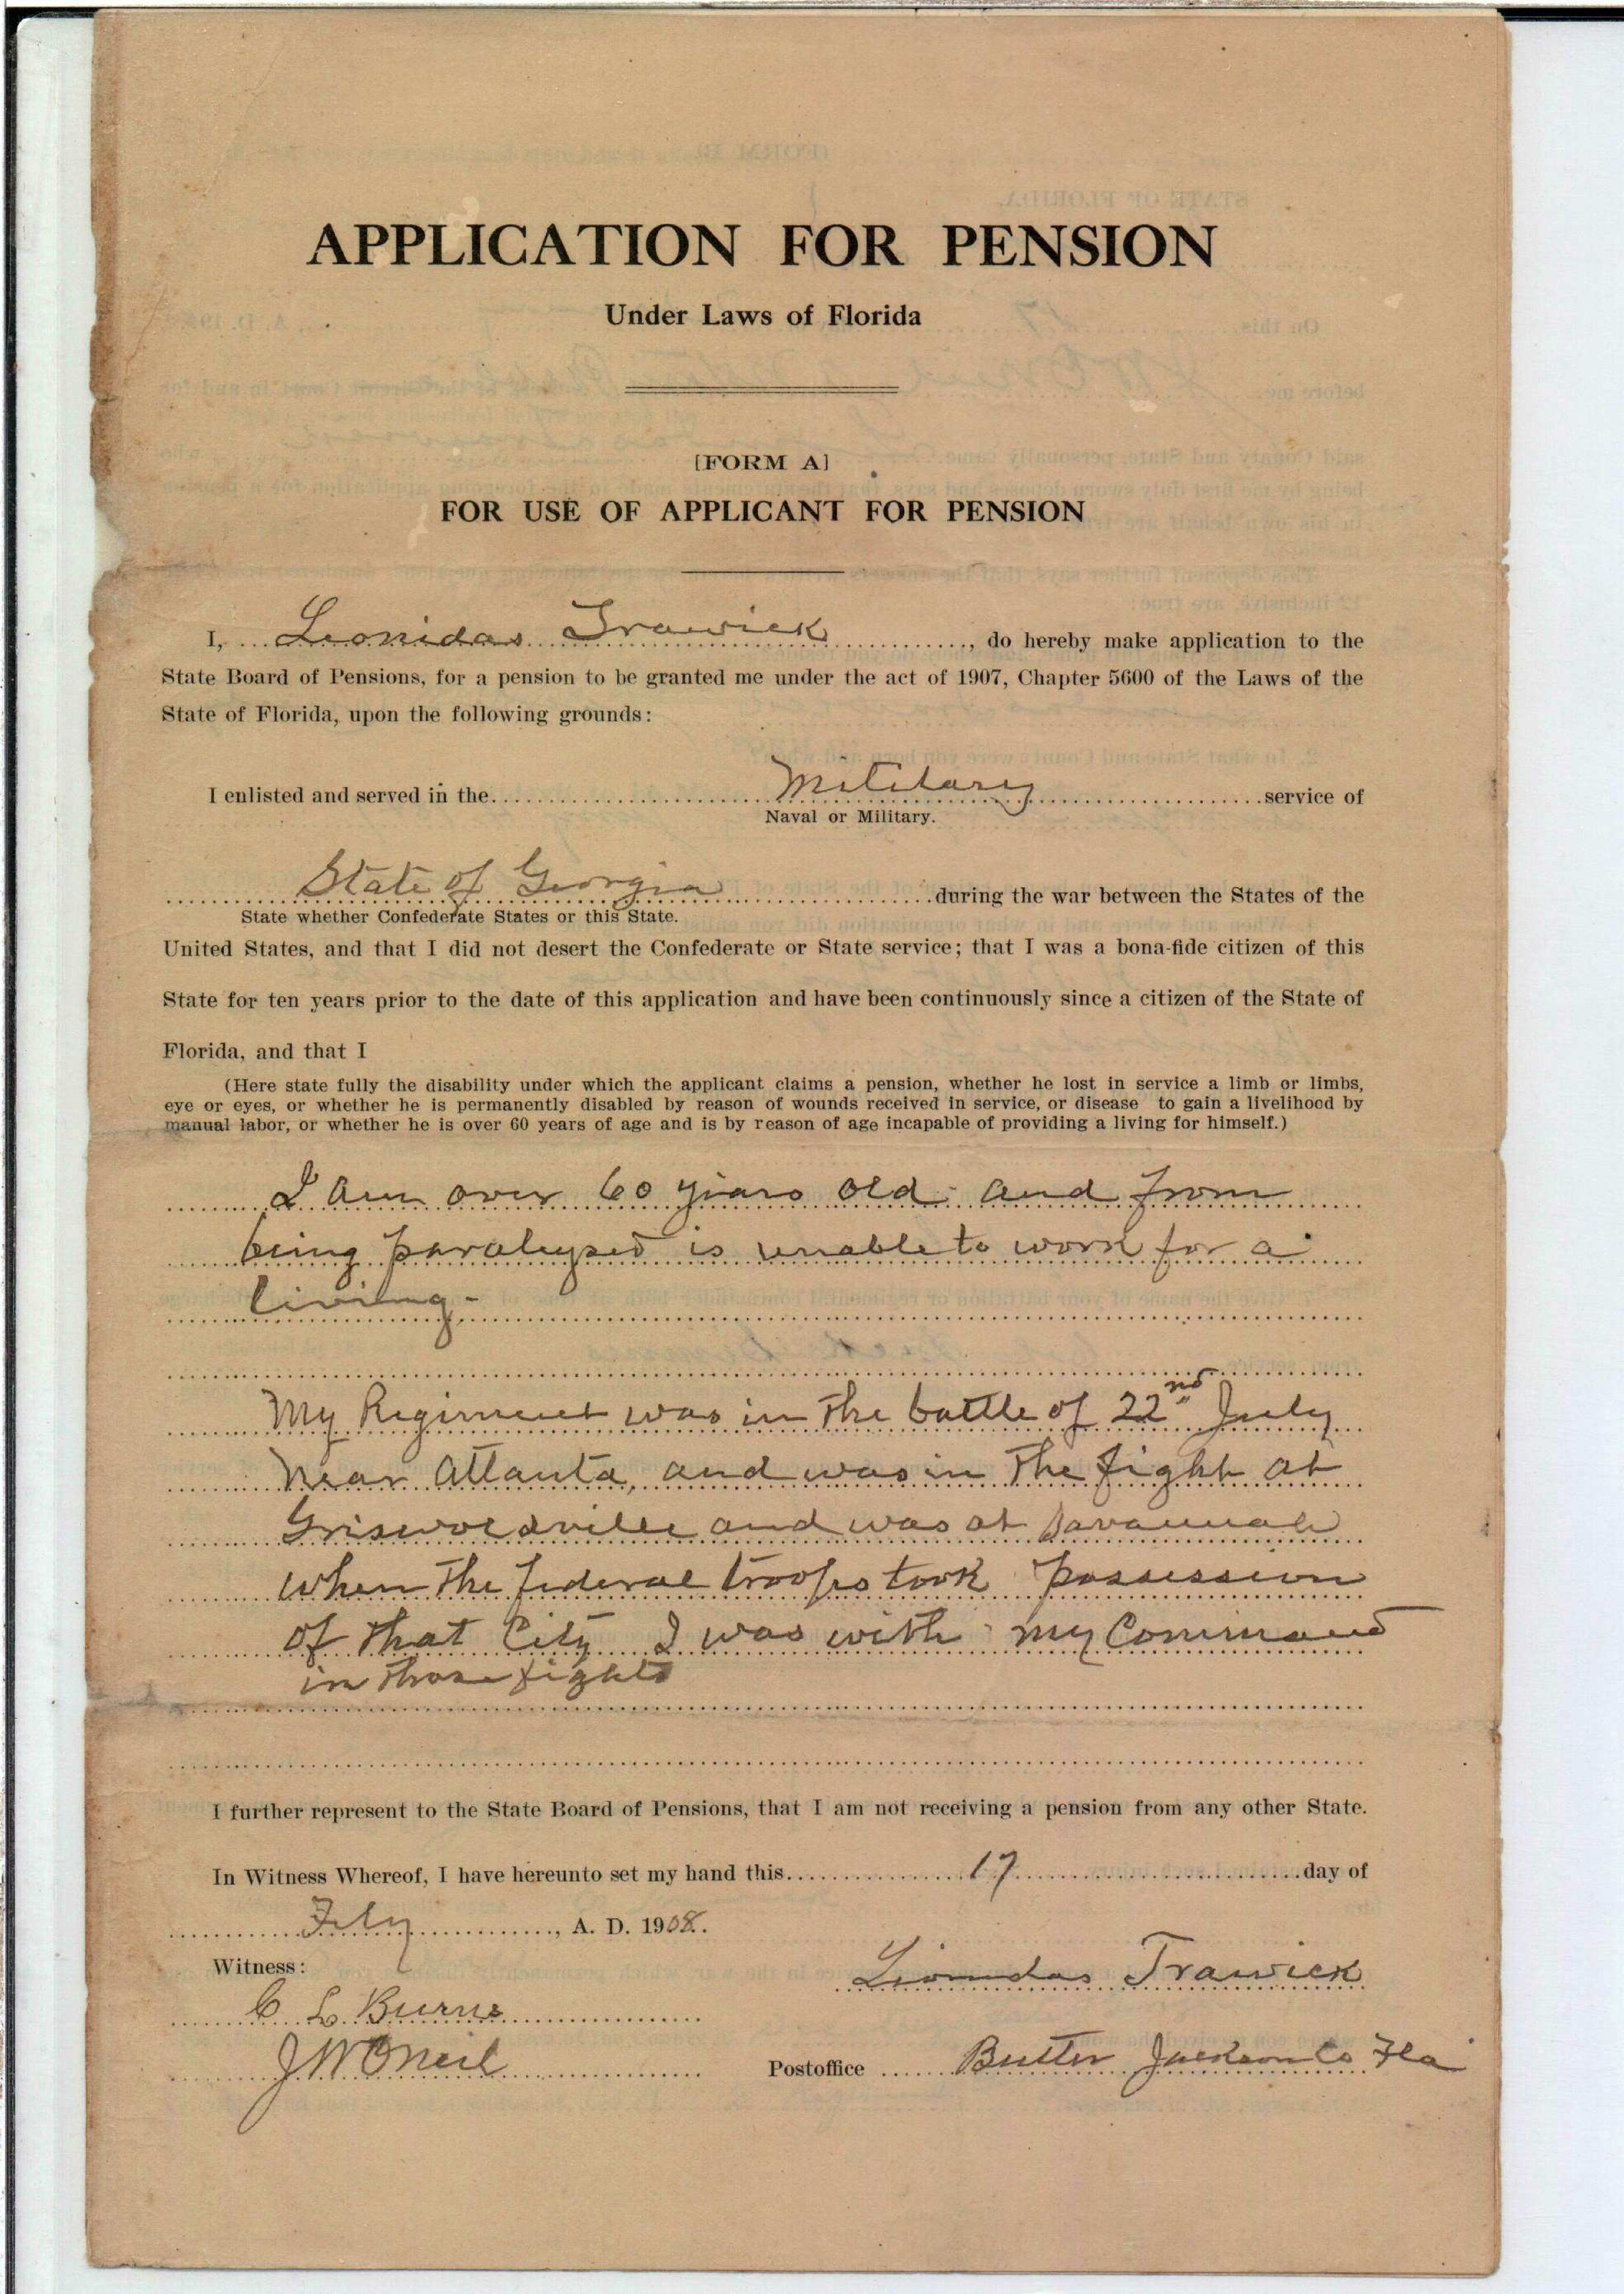 APPLICATION FOR PENSION
Under Laws of Florida
[FORM A]
FOR USE OF APPLICANT FOR PENSION
I, Leonidas Trawick, do hereby make application to the
State Board of Pensions, for a pension to be granted me under the act of 1907, Chapter 5600 of the Laws of the
State of Florida, upon the following grounds:
I enlisted and served in the Military service of
Naval or Military.
State of Georgia during the war between the States of the
State whether Confederate States or this State.
United States, and that I did not desert the Confederate or State service; that I was a bona-fide citizen of this
State for ten years prior to the date of this application and have been continuously since a citizen of the State of
Florida, and that I
(Here state fully the disability under which the applicant claims a pension, whether he lost in service a limb or limbs,
eye or eyes, or whether he is permanently disabled by reason of wounds received in service, or disease to gain a livelihood by
manual labor, or whether he is over 60 years of age and is by reason of age incapable of providing a living for himself.)
I am over 60 years old and from
being paralyzed is unable to work for a
living-
My Regiment was in the battle of 22nd July
near Atlanta, and was in the fight at
Griswoldville and was at Savannah
when the federal troops took possession
of that City I was with my Command
in those fights
I further represent to the State Board of Pensions, that I am not receiving a pension from any other State.
In Witness Whereof, I have hereunto set my hand this 17 day of
Feby, A. D. 1908.
Witness:
Leonidas Trawick
C L Burns
J W ONeil
Postoffice Butler Jackson Co Fla